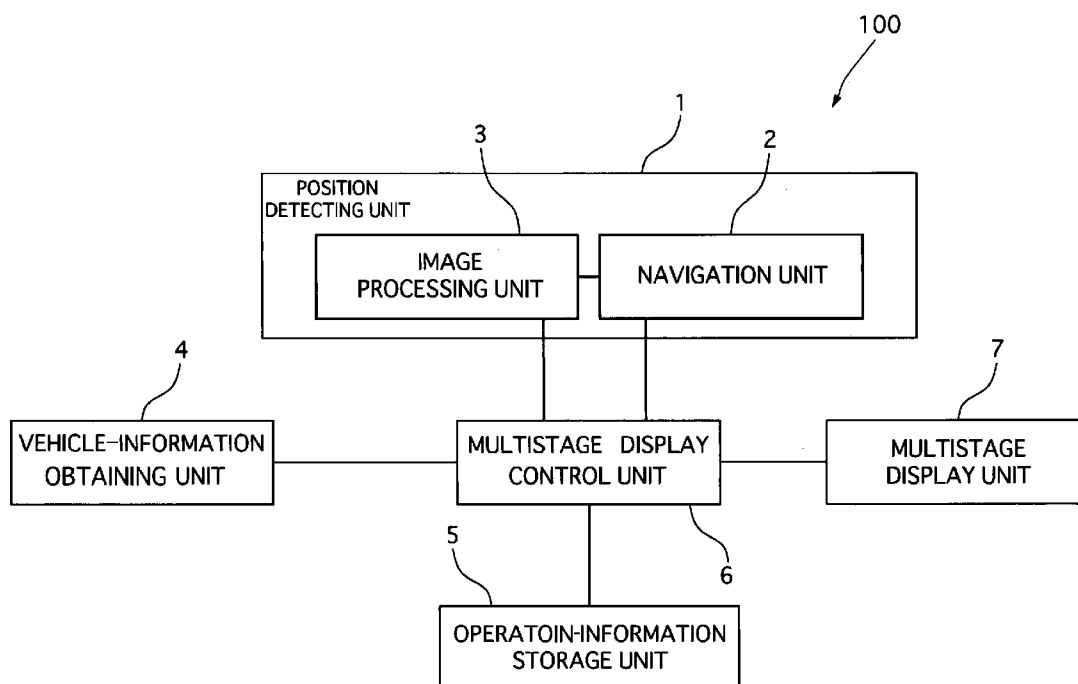 100
1
3
2
POSITION
DETECTING UNIT
IMAGE
PROCESSING UNIT
NAVIGATION UNIT
4
7
VEHICLE-INFORMATION
OBTAINING UNIT
MULTISTAGE DISPLAY
CONTROL UNIT
MULTISTAGE
DISPLAY UNIT
5
6
OPERATOIN-INFORMATION
STORAGE UNIT